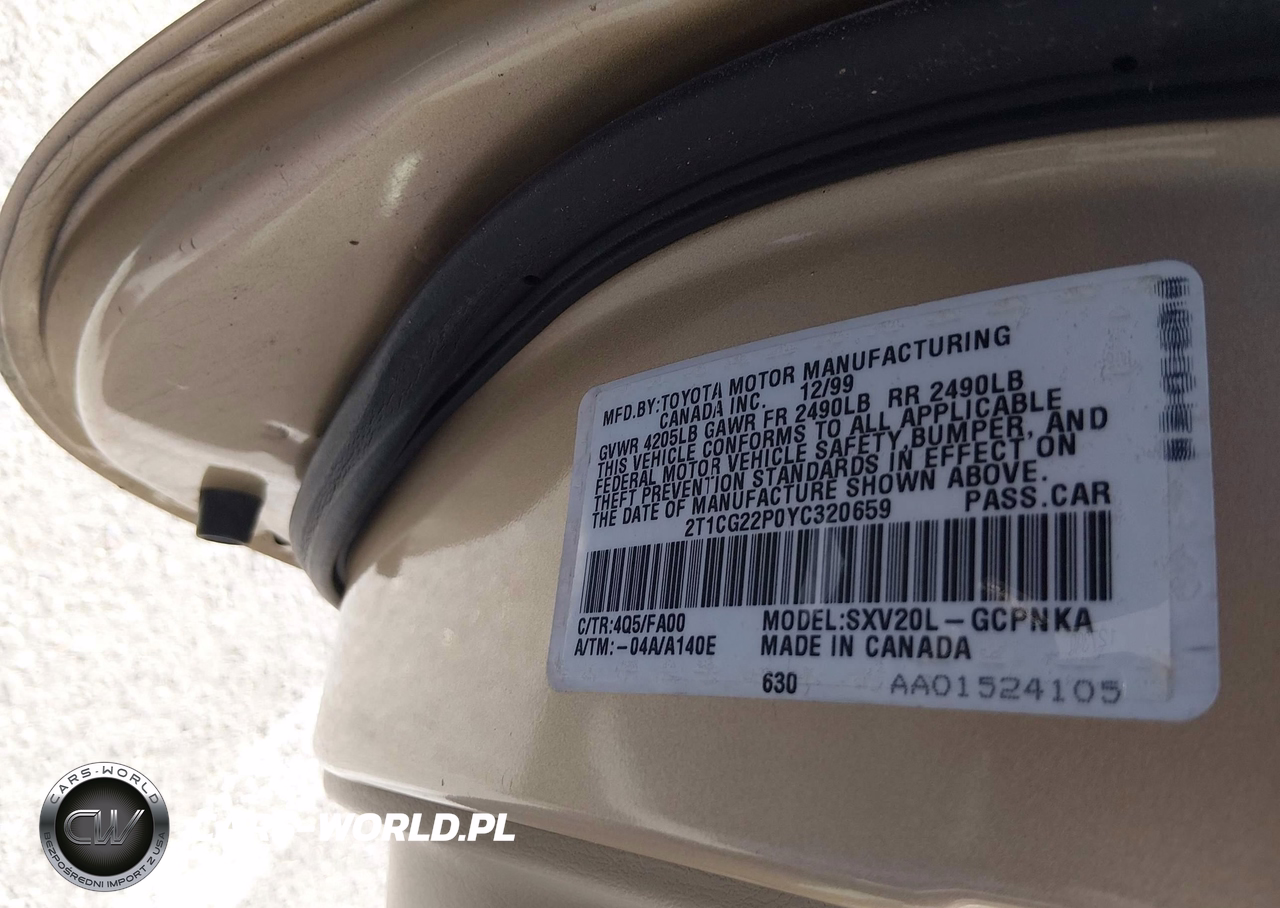 MFD.BY:TOYOTA MOTOR MANUFACTURING
CANADA INC. 12/99
GVWR 4205LB GAWR FR 2490LB RR 2490LB
THIS VEHICLE CONFORMS TO ALL APPLICABLE
FEDERAL MOTOR VEHICLE SAFETY, BUMPER, AND
THEFT PREVENTION STANDARDS IN EFFECT ON
THE DATE OF MANUFACTURE SHOWN ABOVE.
2T1CG22P0YC320659 PASS.CAR
C/TR:4Q5/FA00 MODEL:SXV20L-GCPNKA
A/TM:-04A/A140E MADE IN CANADA
630 AA01524105
CARS-WORLD
CW
BEZPOŚREDNI IMPORT Z USA
-WORLD.PL